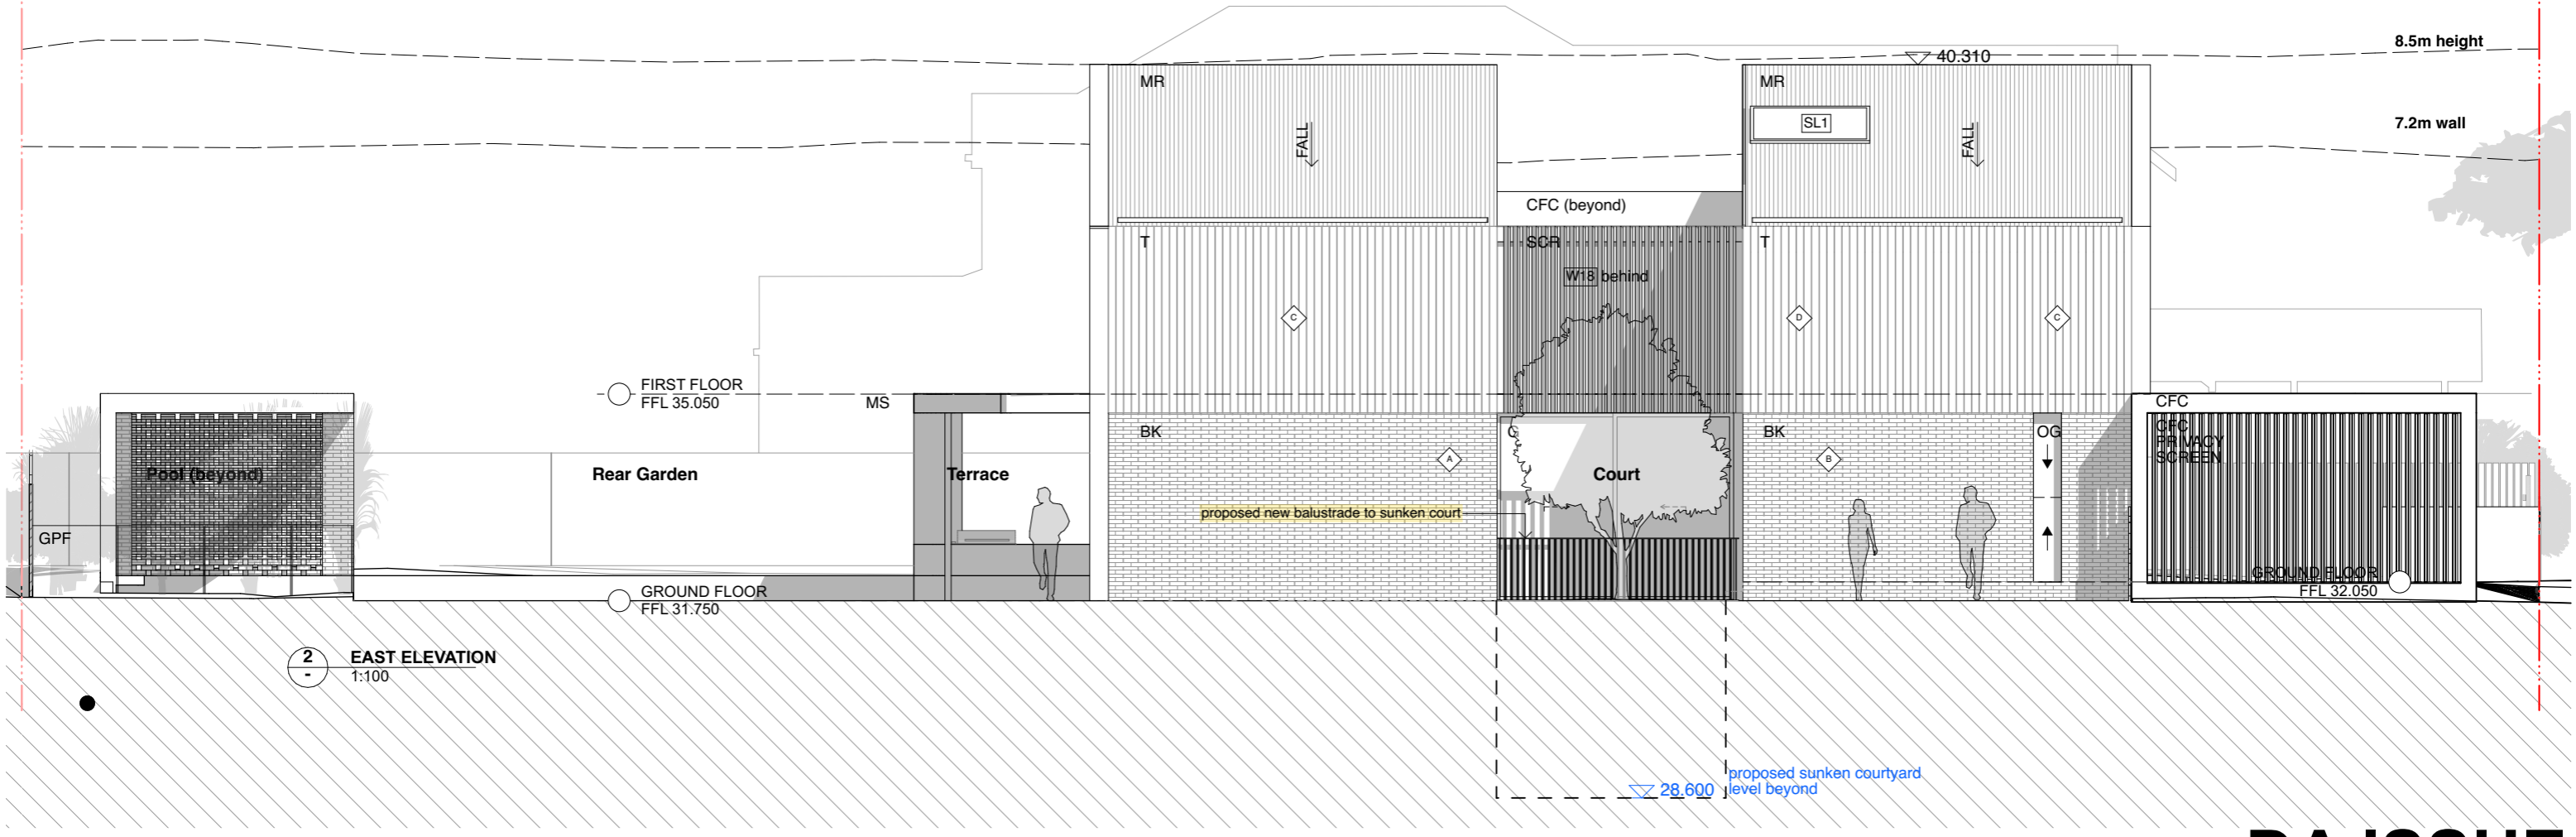 8.5m height
40.310
MR
MR
SL1
7.2m wall
FALL
FALL
CFC (beyond)
T
SCR
T
W18 behind
C
D
C
FIRST FLOOR
FFL 35.050
MS
CFC
BK
BK
OG
CFC
PRIVACY
SCREEN
A
B
Pool (beyond)
Rear Garden
Terrace
Court
proposed new balustrade to sunken court
GPF
GROUND FLOOR
FFL 31.750
GROUND FLOOR
FFL 32.050
2
-
EAST ELEVATION
1:100
proposed sunken courtyard
level beyond
28.600